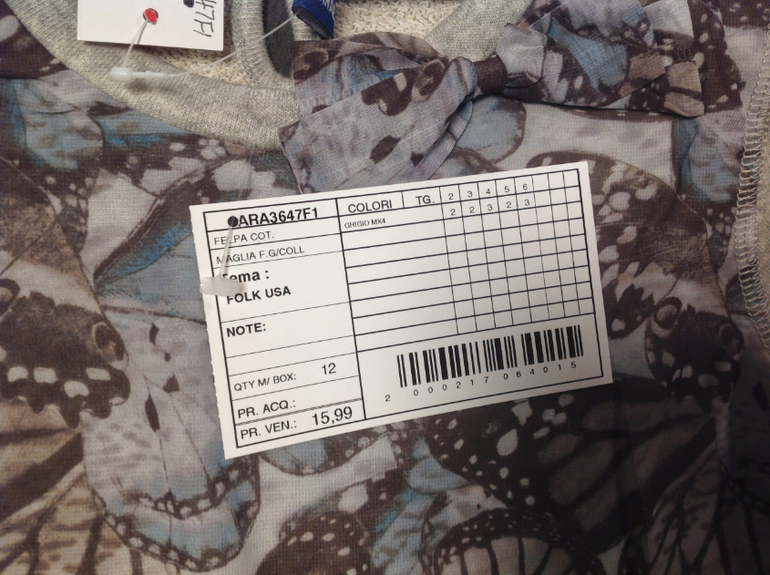 47F1
ARA3647F1
COLORI TG. 2 3 4 5 6
FELPA COT.
GRIGIO MX4 2 2 3 2 3
MAGLIA F.G/COLL
Tema :
FOLK USA
NOTE:
QTY M/ BOX: 12
PR. ACQ.:
PR. VEN.: 15,99
2 000217 064015